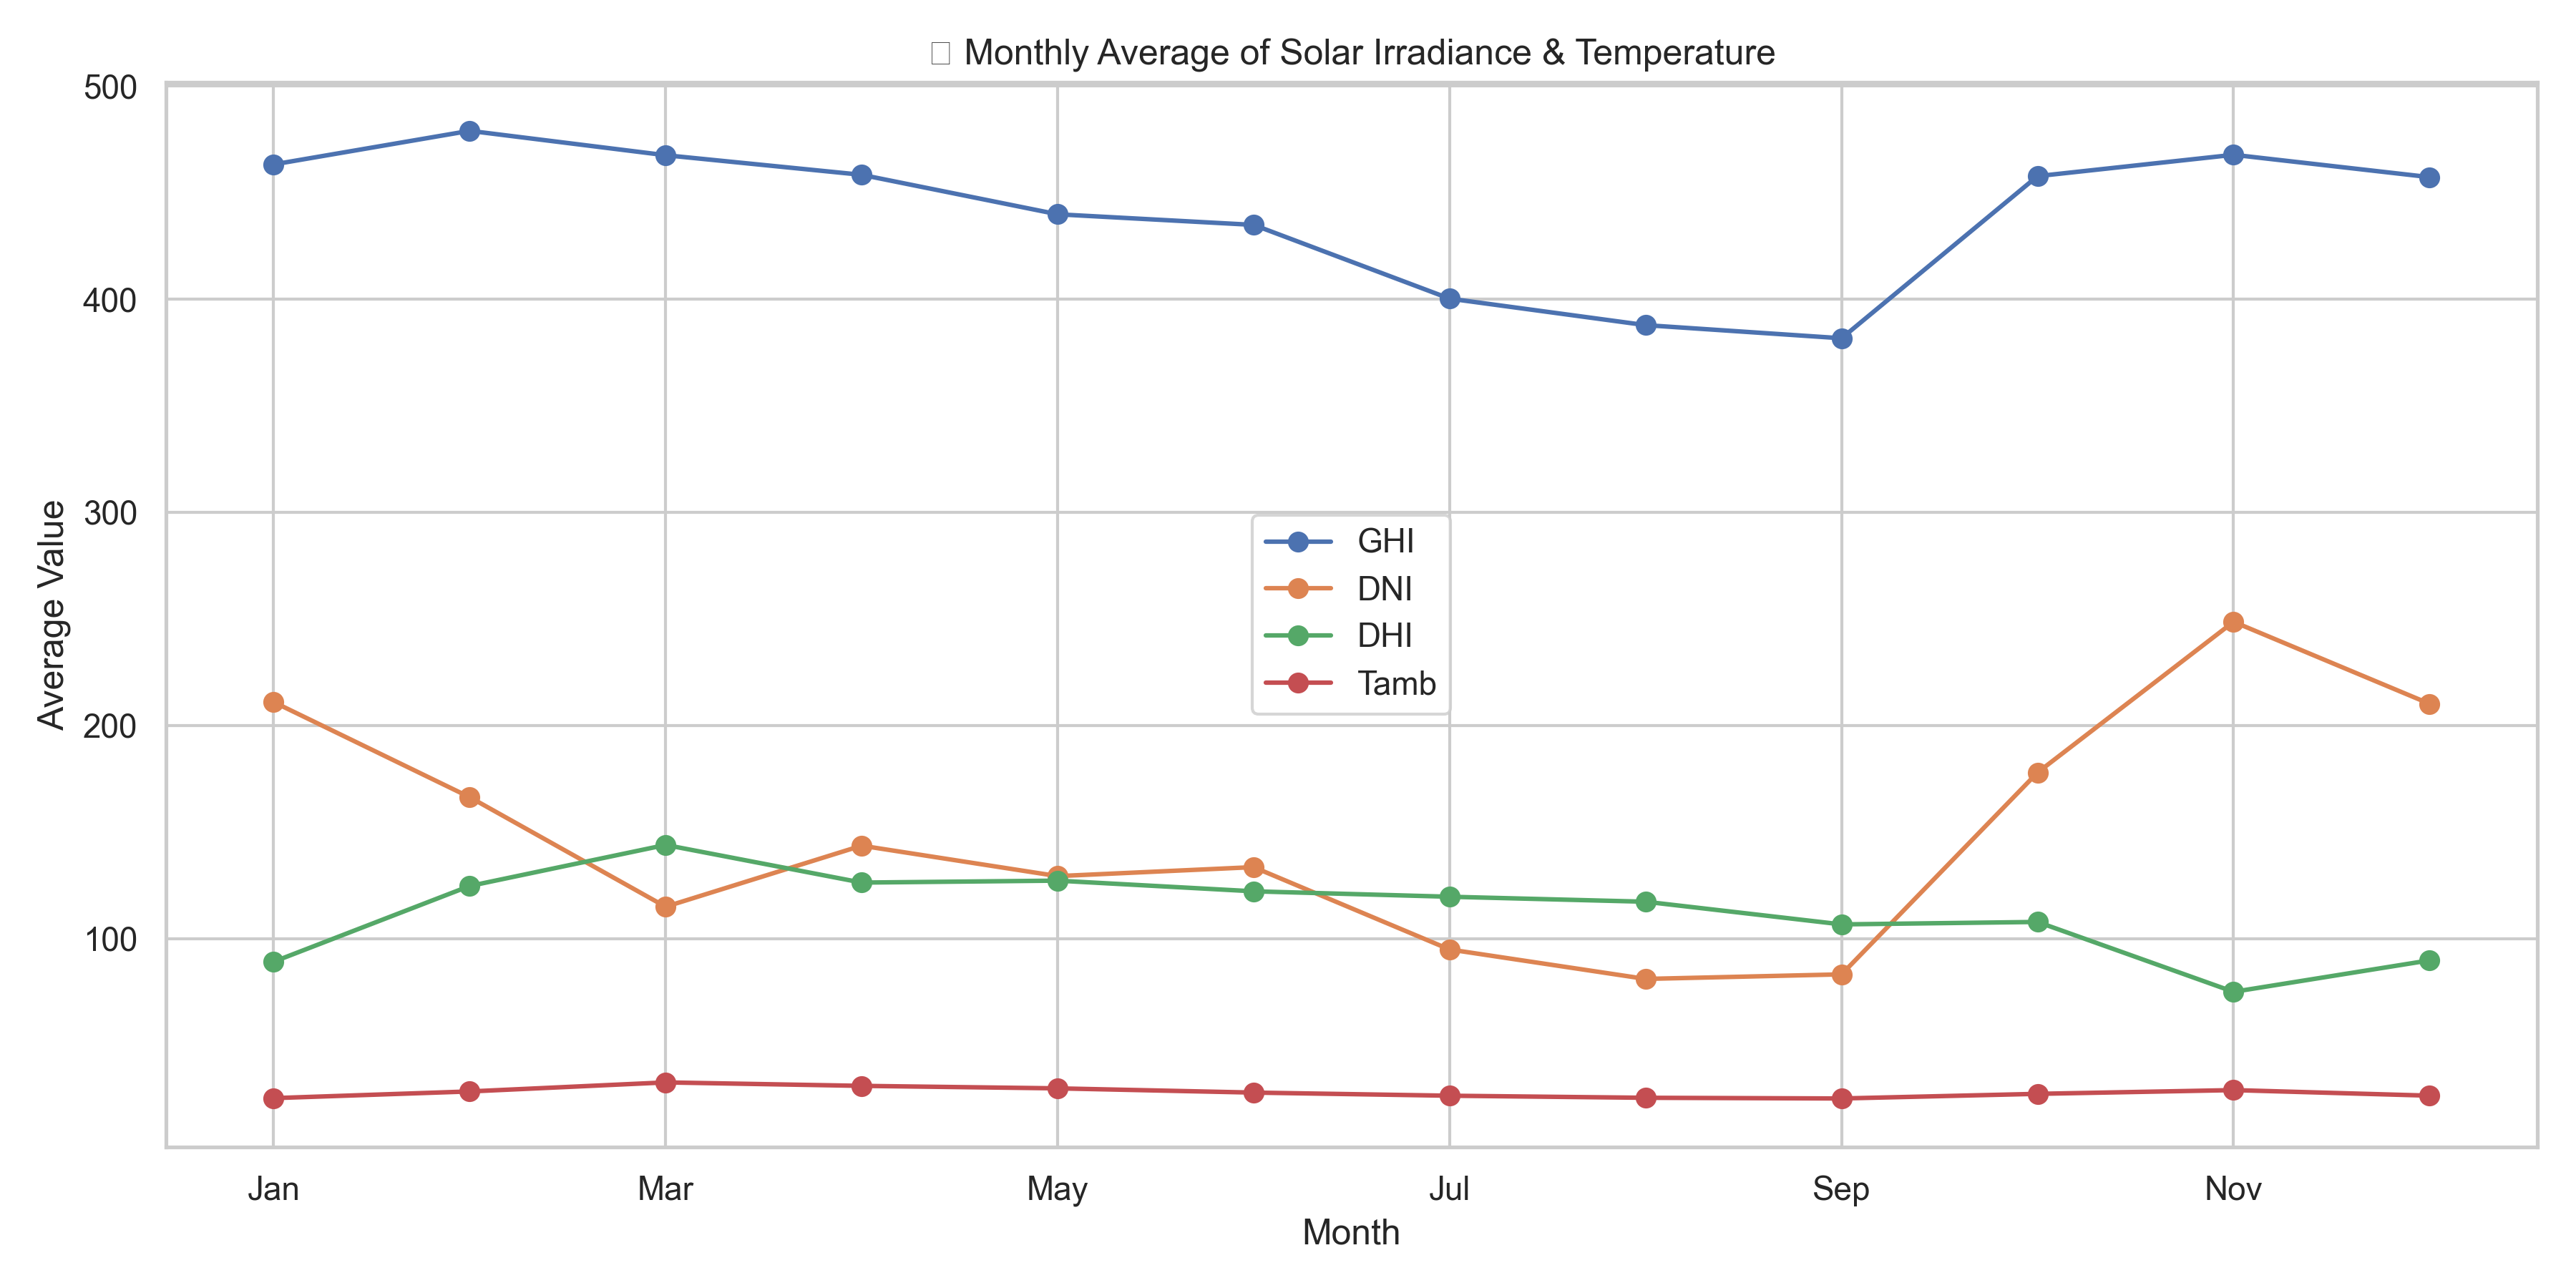 Monthly Average of Solar Irradiance & Temperature
500
400
300
200
100
Average Value
GHI
DNI
DHI
Tamb
Jan Mar May Jul Sep Nov
Month